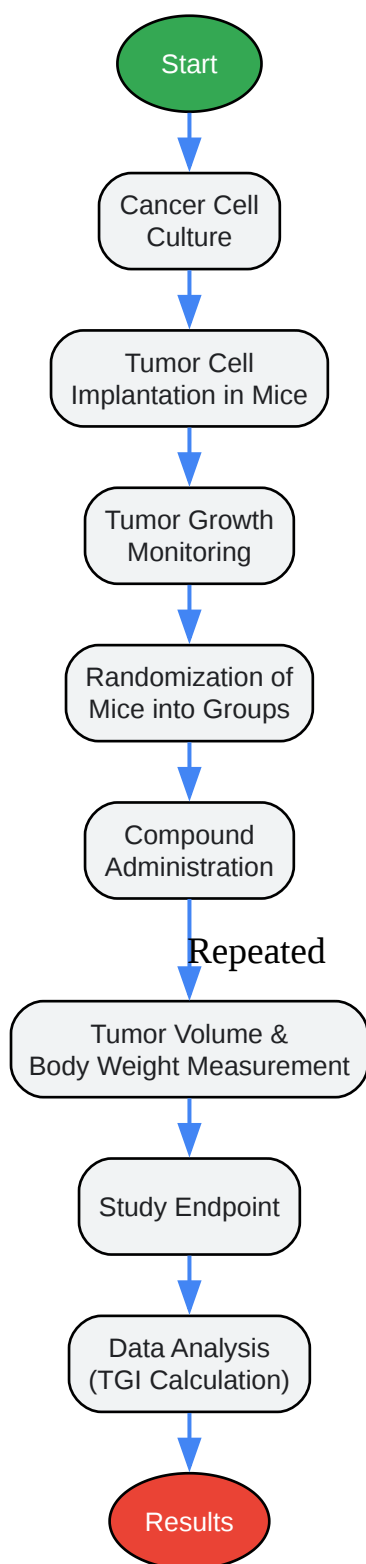 Start
Cancer Cell
Culture
Tumor Cell
Implantation in Mice
Tumor Growth
Monitoring
Randomization of
Mice into Groups
Compound
Administration
Repeated
Tumor Volume &
Body Weight Measurement
Study Endpoint
Data Analysis
(TGI Calculation)
Results